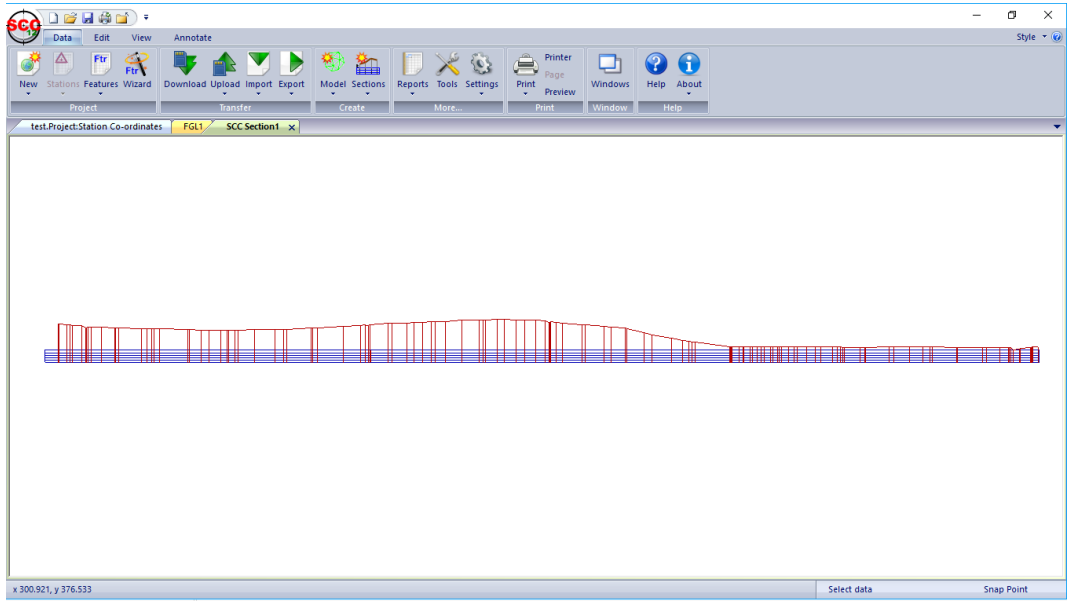 SCC
Data Edit View Annotate Style
Ftr Ftr
New Stations Features Wizard Download Upload Import Export Model Sections Reports Tools Settings Print Printer Page Preview Windows Help About
Project Transfer Create More... Print Window Help
test.Project:Station Co-ordinates FGL1 SCC Section1
x 300.921, y 376.533 Select data Snap Point